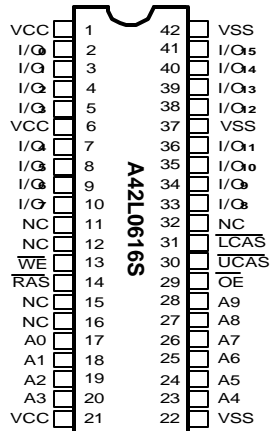 VCC 1 42 VSS
I/O0 2 41 I/O15
I/O1 3 40 I/O14
I/O2 4 39 I/O13
I/O3 5 38 I/O12
VCC 6 37 VSS
I/O4 7 36 I/O11
I/O5 8 35 I/O10
I/O6 9 34 I/O9
I/O7 10 33 I/O8
NC 11 32 NC
NC 12 31 LCAS
WE 13 30 UCAS
RAS 14 29 OE
NC 15 28 A9
NC 16 27 A8
A0 17 26 A7
A1 18 25 A6
A2 19 24 A5
A3 20 23 A4
VCC 21 22 VSS
A42L0616S